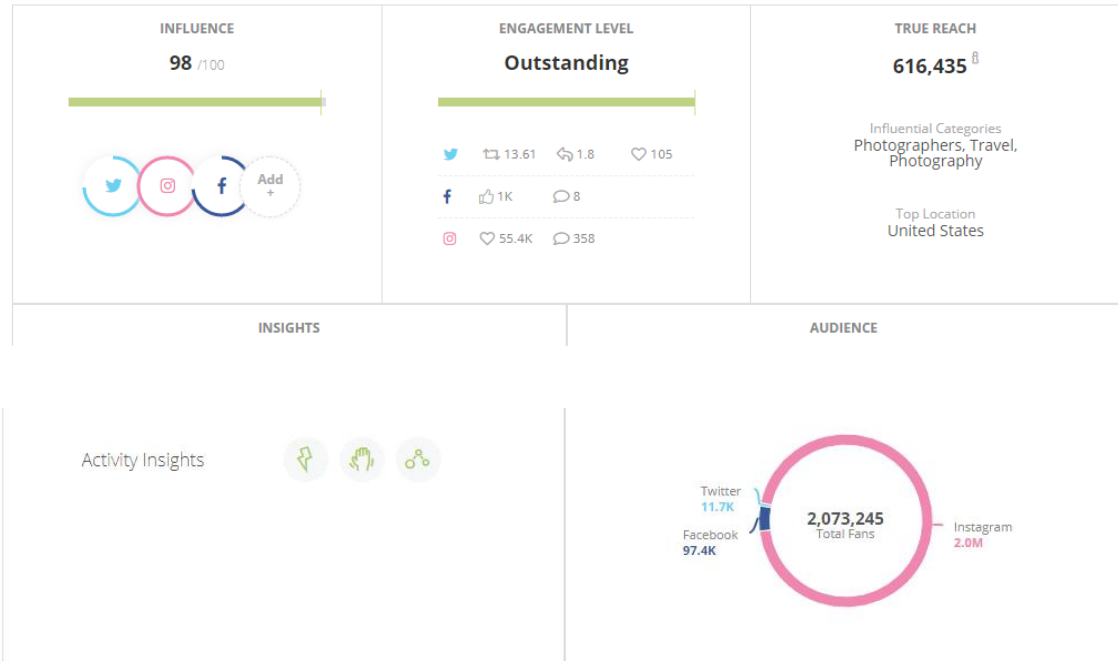 INFLUENCE
98 /100
Add
+
ENGAGEMENT LEVEL
Outstanding
13.61 1.8 105
1K 8
55.4K 358
TRUE REACH
616,435
Influential Categories
Photographers, Travel,
Photography
Top Location
United States
INSIGHTS
Activity Insights
AUDIENCE
Twitter
11.7K
Facebook
97.4K
2,073,245
Total Fans
Instagram
2.0M